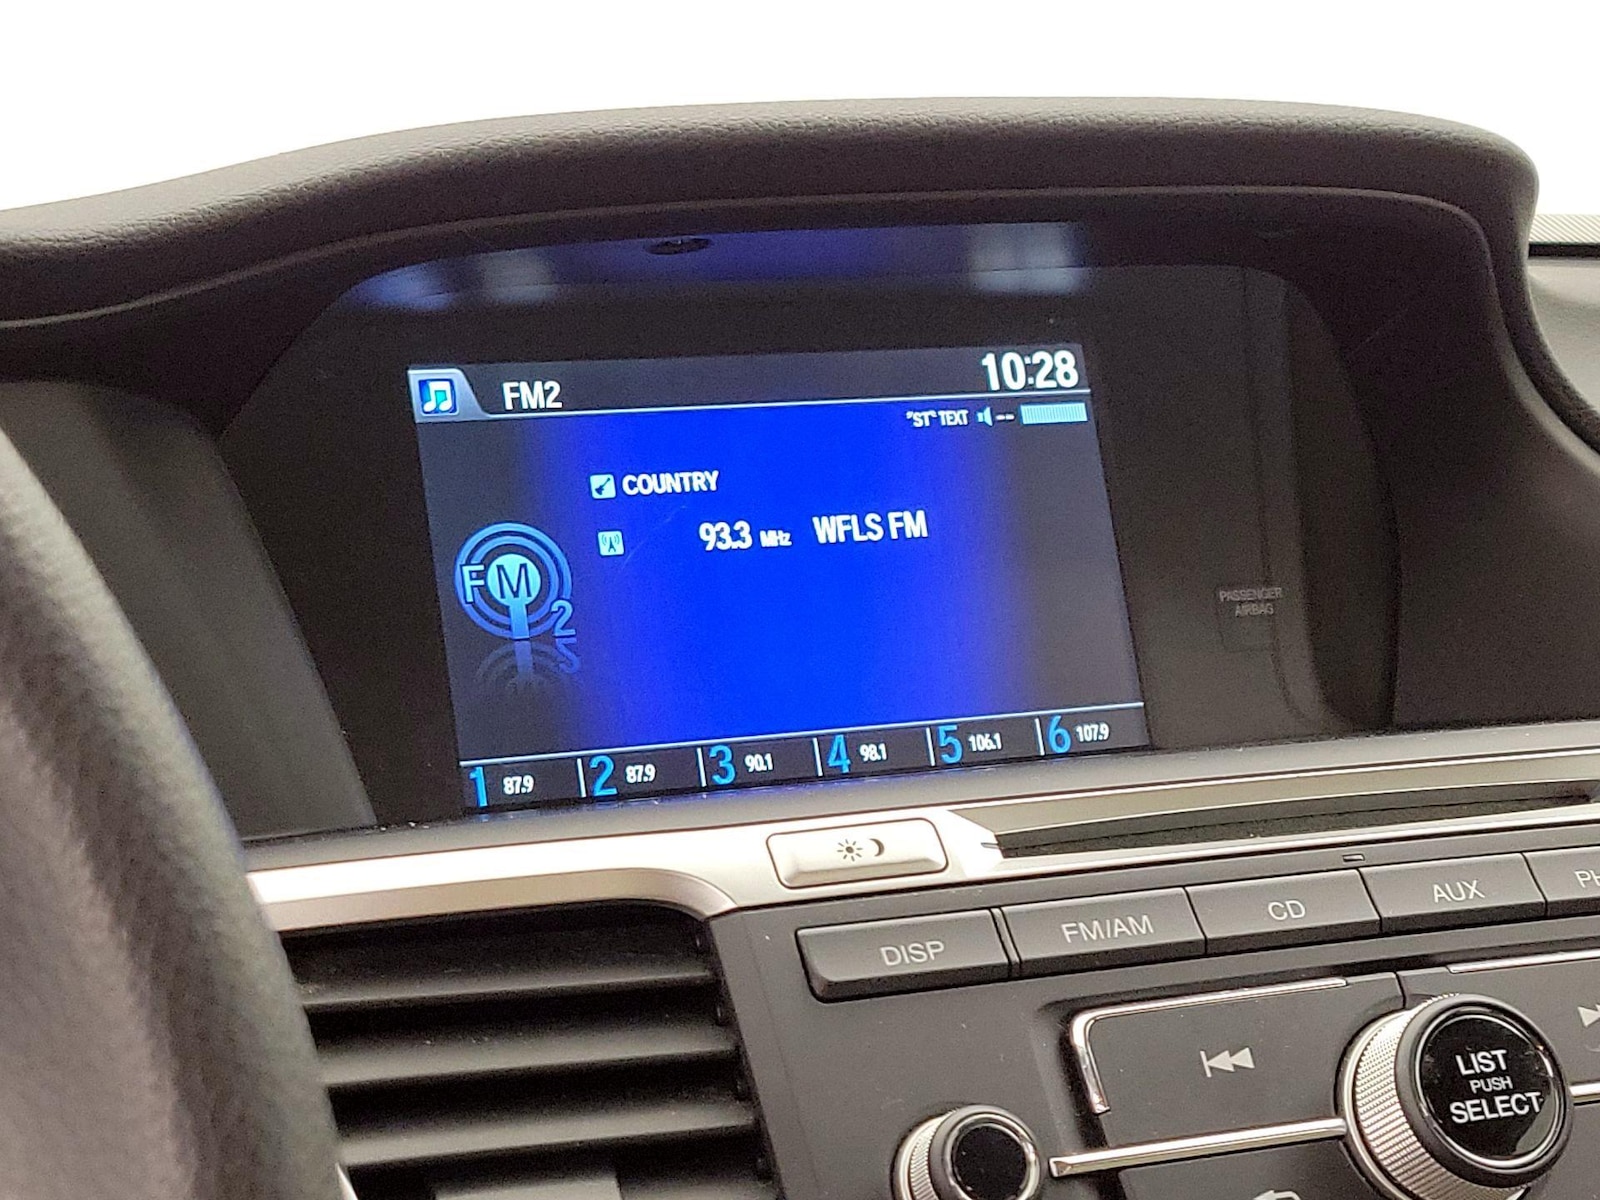 FM2 10:28
"ST" TEXT --
COUNTRY
93.3 MHz WFLS FM
FM
2
1 87.9 2 87.9 3 90.1 4 98.1 5 106.1 6 107.9
PASSENGER
AIRBAG
DISP FM/AM CD AUX
LIST
PUSH
SELECT